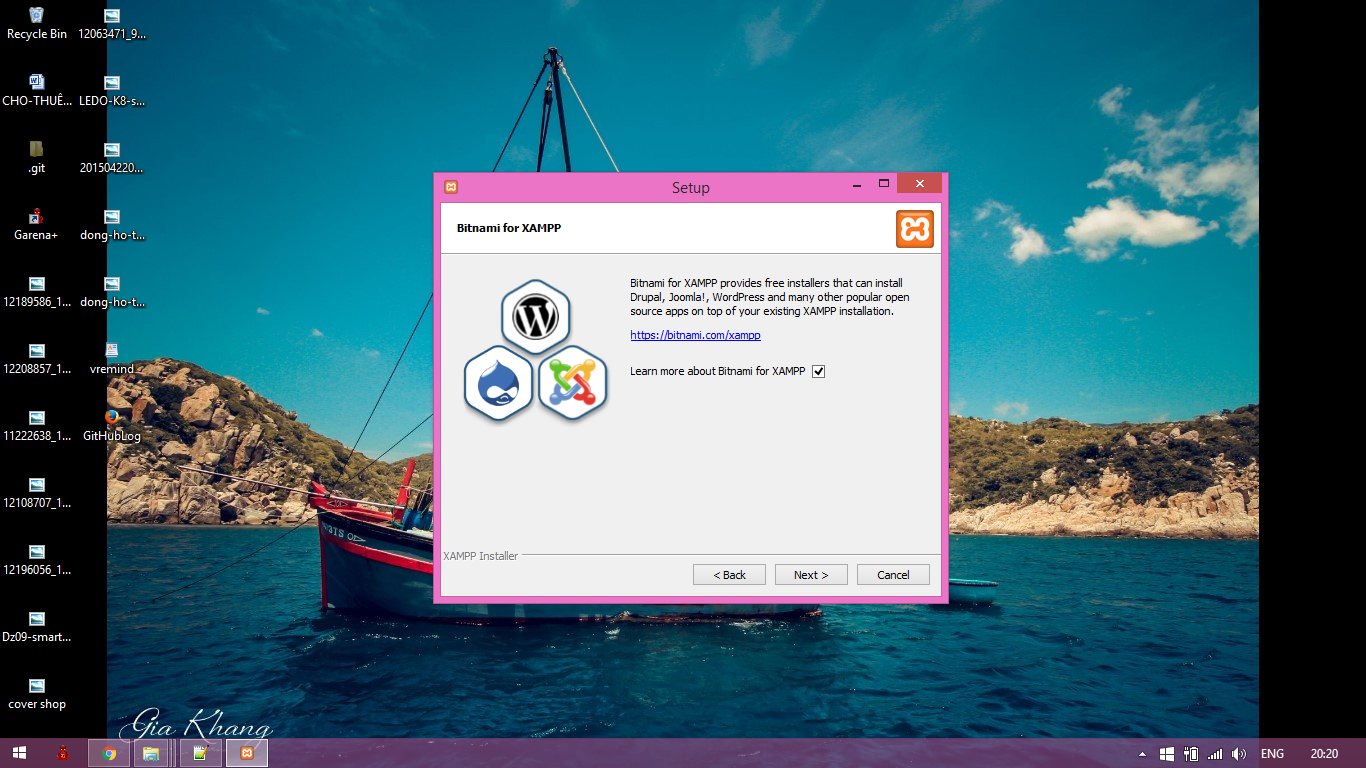 Recycle Bin
12063471_9...
CHO-THUÊ...
LEDO-K8-s...
.git
201504220...
Garena+
dong-ho-t...
12189586_1...
dong-ho-t...
12208857_1...
vremind
11222638_1...
GitHubLog
12108707_1...
12196056_1...
Dz09-smart...
cover shop
Setup
Bitnami for XAMPP
Bitnami for XAMPP provides free installers that can install
Drupal, Joomla!, WordPress and many other popular open
source apps on top of your existing XAMPP installation.
https://bitnami.com/xampp
Learn more about Bitnami for XAMPP
XAMPP Installer
< Back
Next >
Cancel
Gia Khang
ENG
20:20